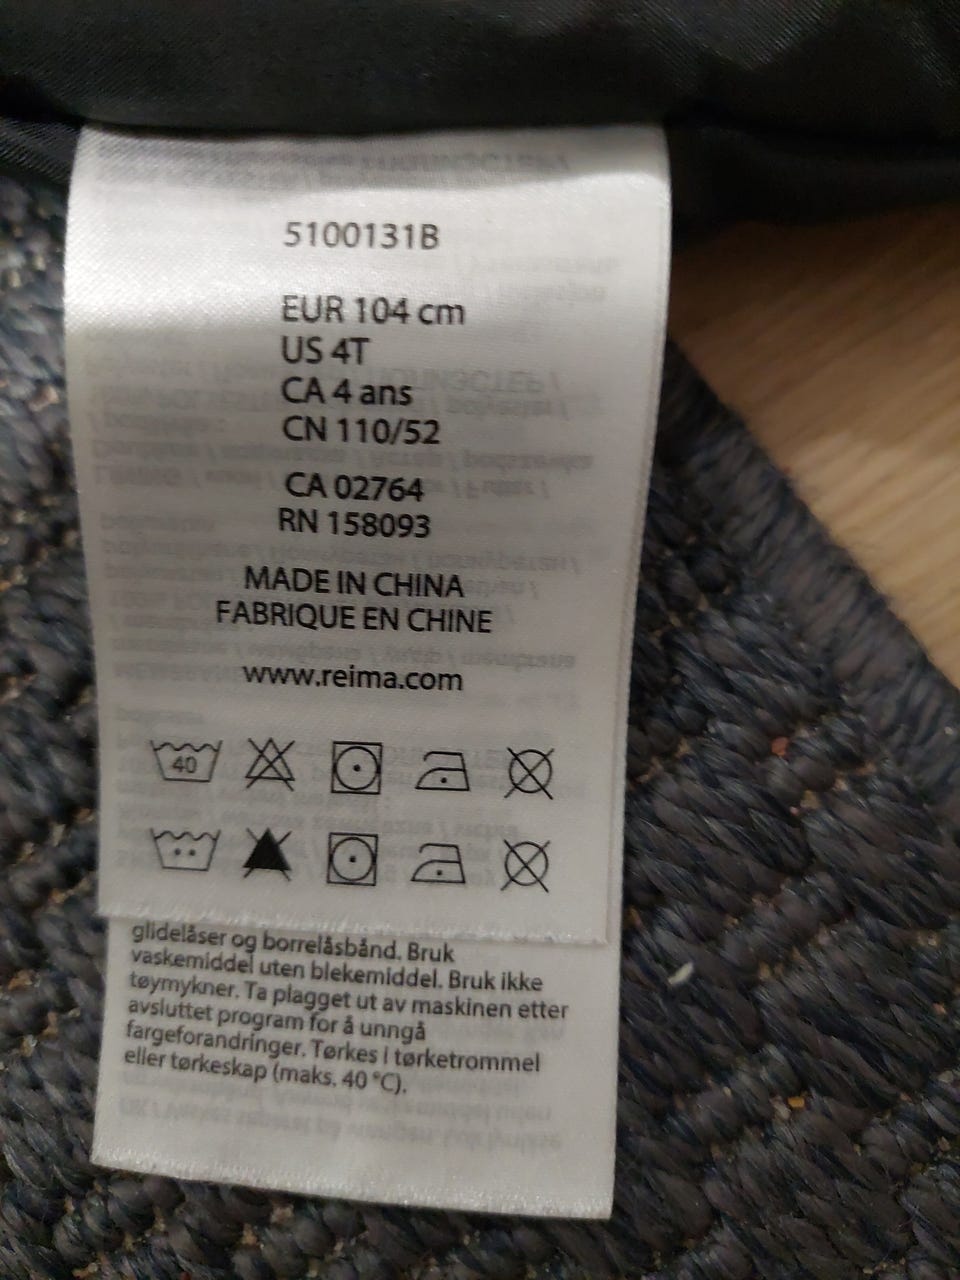 5100131B
EUR 104 cm
US 4T
CA 4 ans
CN 110/52
CA 02764
RN 158093
MADE IN CHINA
FABRIQUE EN CHINE
www.reima.com
40
glidelåser og borrelåsbånd. Bruk
vaskemiddel uten blekemiddel. Bruk ikke
tøymykner. Ta plagget ut av maskinen etter
avsluttet program for å unngå
fargeforandringer. Tørkes i tørketrommel
eller tørkeskap (maks. 40 °C).